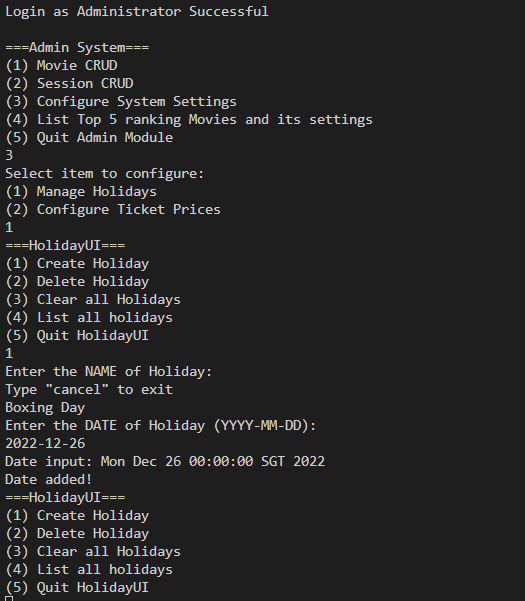 Login as Administrator Successful
===Admin System===
(1) Movie CRUD
(2) Session CRUD
(3) Configure System Settings
(4) List Top 5 ranking Movies and its settings
(5) Quit Admin Module
3
Select item to configure:
(1) Manage Holidays
(2) Configure Ticket Prices
1
===HolidayUI===
(1) Create Holiday
(2) Delete Holiday
(3) Clear all Holidays
(4) List all holidays
(5) Quit HolidayUI
1
Enter the NAME of Holiday:
Type "cancel" to exit
Boxing Day
Enter the DATE of Holiday (YYYY-MM-DD):
2022-12-26
Date input: Mon Dec 26 00:00:00 SGT 2022
Date added!
===HolidayUI===
(1) Create Holiday
(2) Delete Holiday
(3) Clear all Holidays
(4) List all holidays
(5) Quit HolidayUI